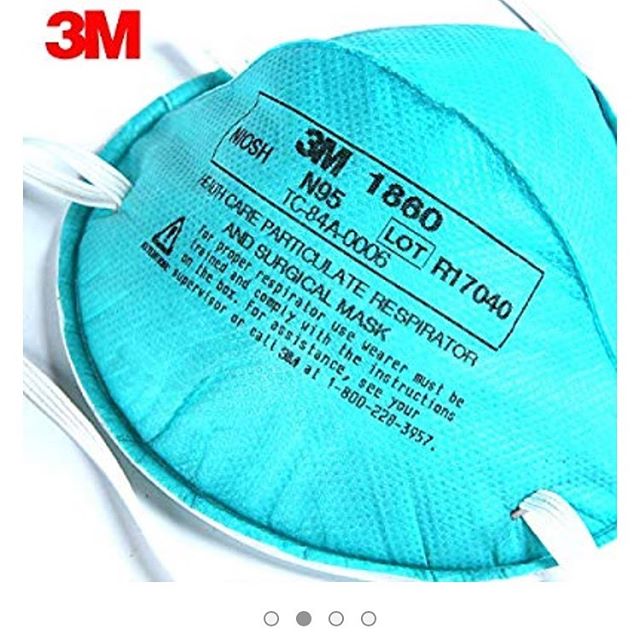 3M
NIOSH 3M 1860
N95
TC-84A-0006 LOT R17040
HEALTH CARE PARTICULATE RESPIRATOR
AND SURGICAL MASK
ATTENTION For proper respirator use wearer must be
trained and comply with the instructions
on the box. For assistance, see your
supervisor or call 3M at 1-800-228-3957.